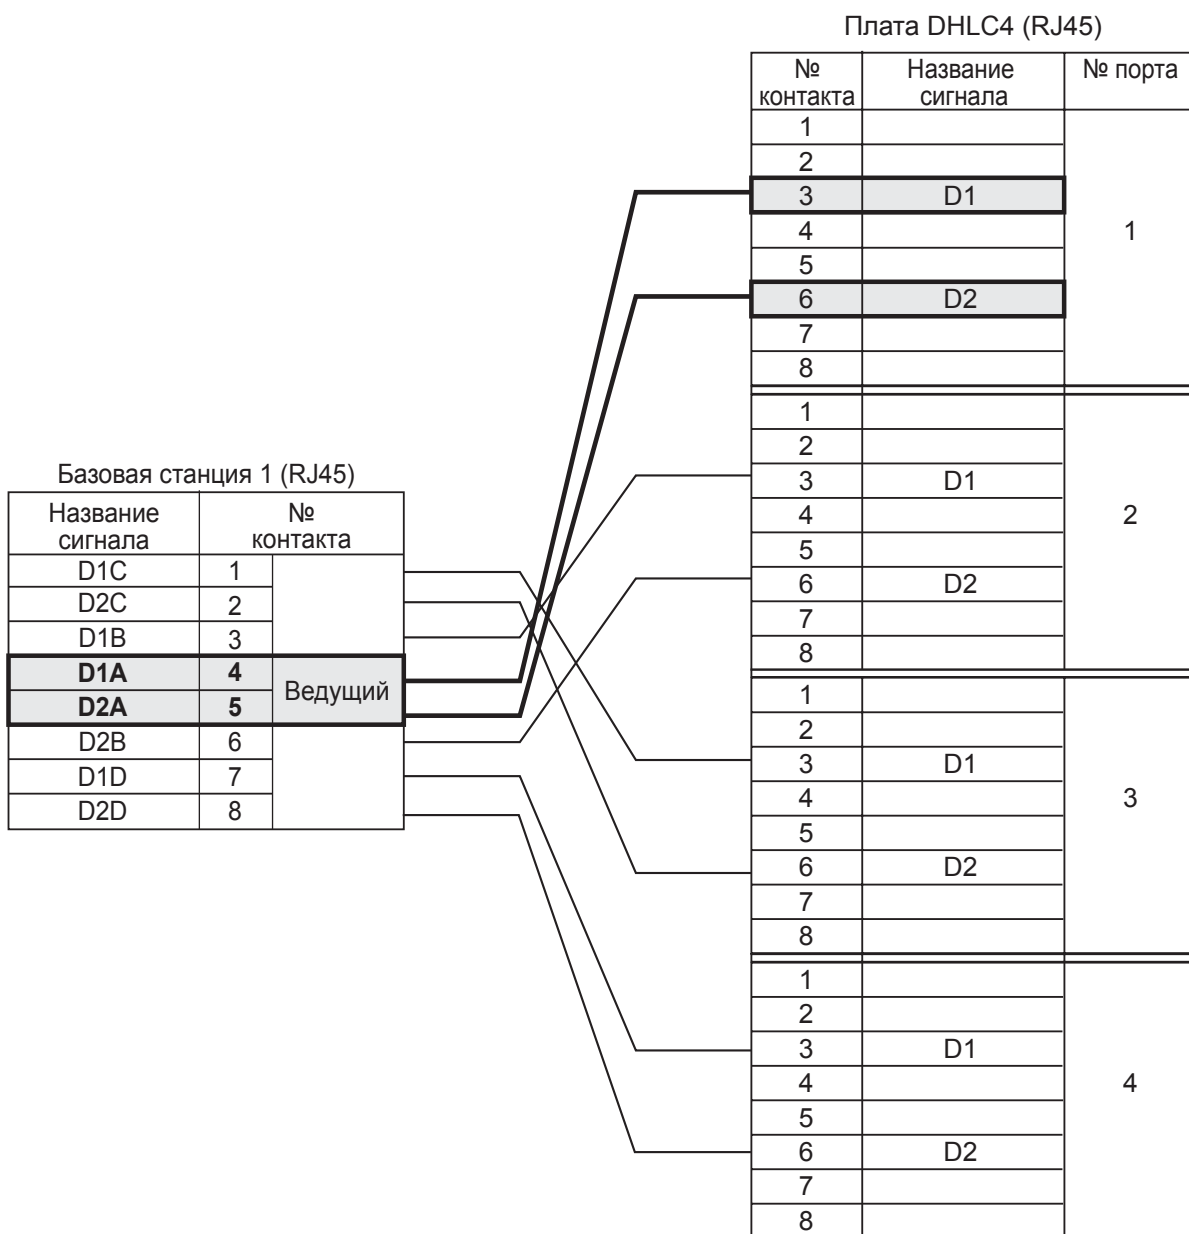 Плата DHLC4 (RJ45)
№ контакта Название сигнала № порта
1
2
3 D1
4
5
6 D2
7
8
1
1
2
3 D1
4
5
6 D2
7
8
2
1
2
3 D1
4
5
6 D2
7
8
3
1
2
3 D1
4
5
6 D2
7
8
4
Базовая станция 1 (RJ45)
Название сигнала № контакта
D1C 1
D2C 2
D1B 3
D1A 4
D2A 5
Ведущий
D2B 6
D1D 7
D2D 8